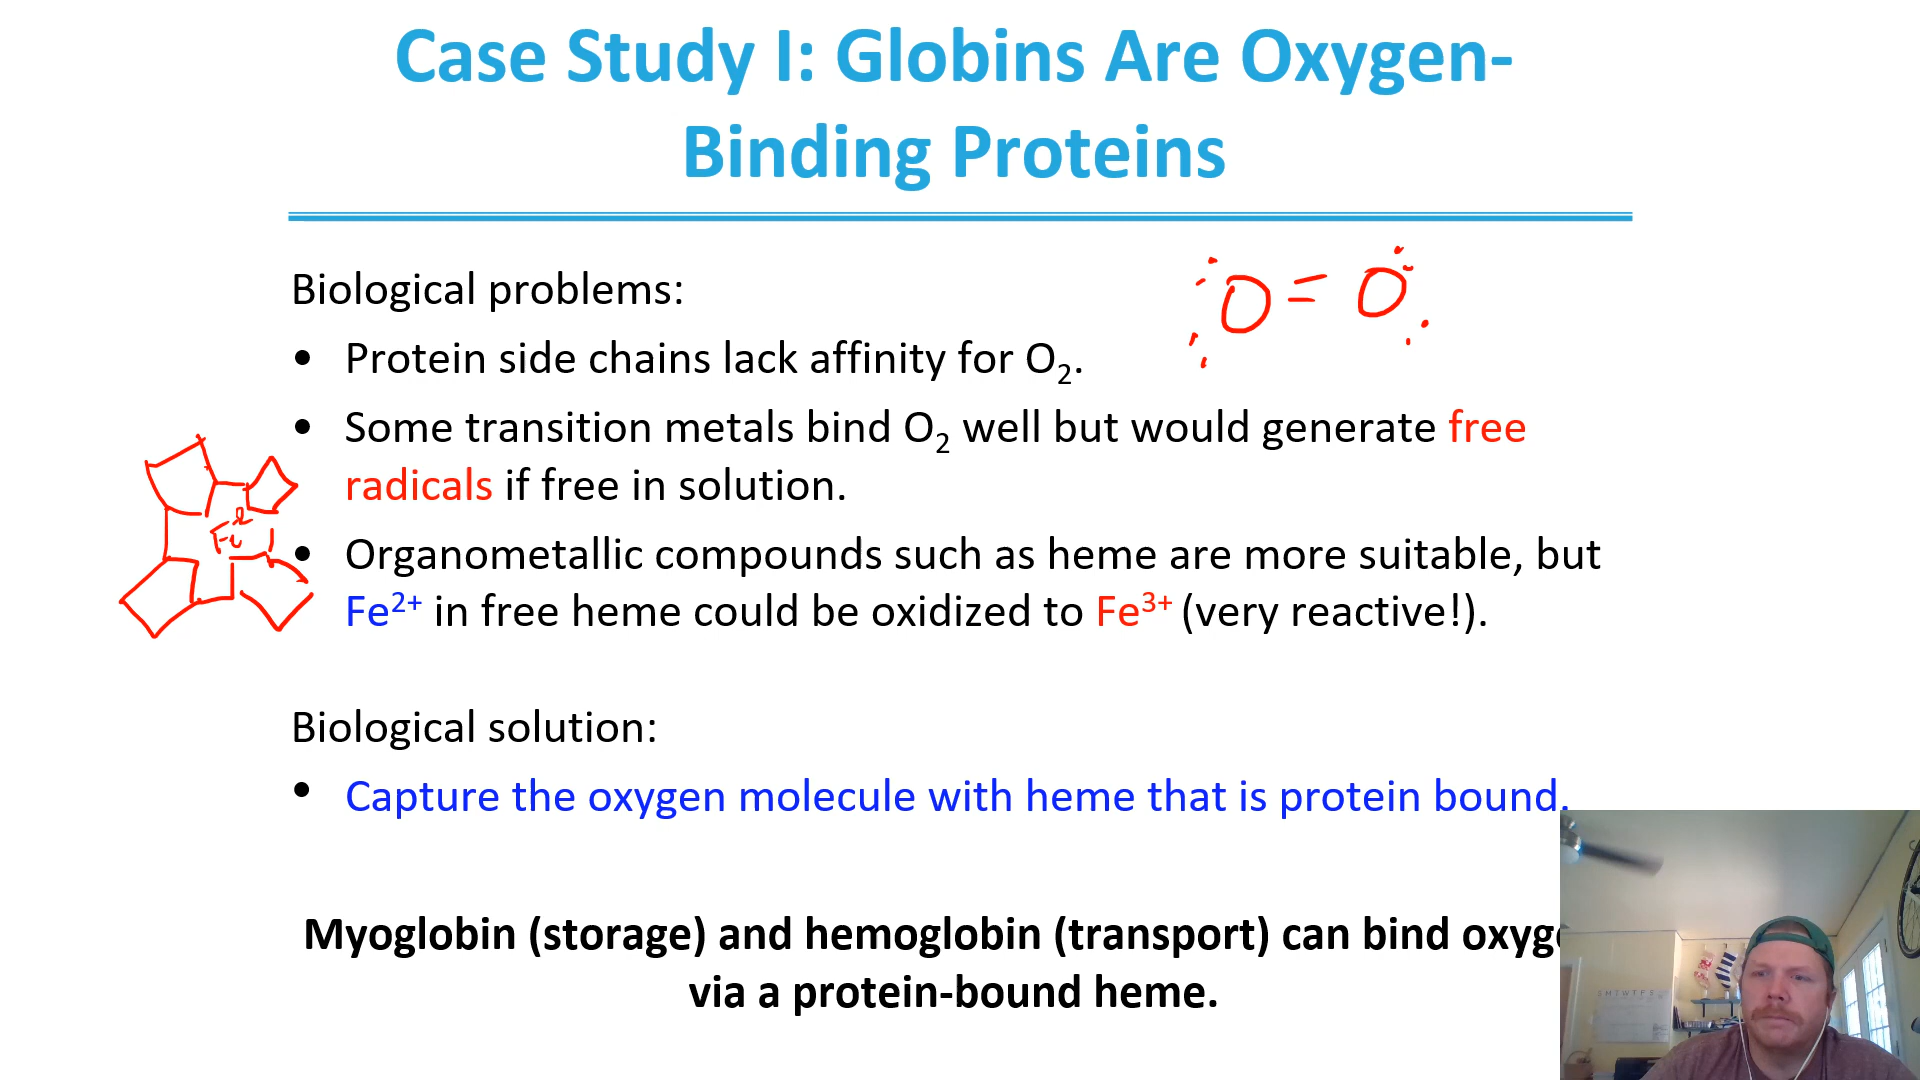 Case Study I: Globins Are Oxygen-
Binding Proteins
Biological problems:
O = O
• Protein side chains lack affinity for O₂.
• Some transition metals bind O₂ well but would generate free
radicals if free in solution.
Fe²
• Organometallic compounds such as heme are more suitable, but
Fe²⁺ in free heme could be oxidized to Fe³⁺ (very reactive!).
Biological solution:
• Capture the oxygen molecule with heme that is protein bound.
Myoglobin (storage) and hemoglobin (transport) can bind oxyge
via a protein-bound heme.
S M T W T F S